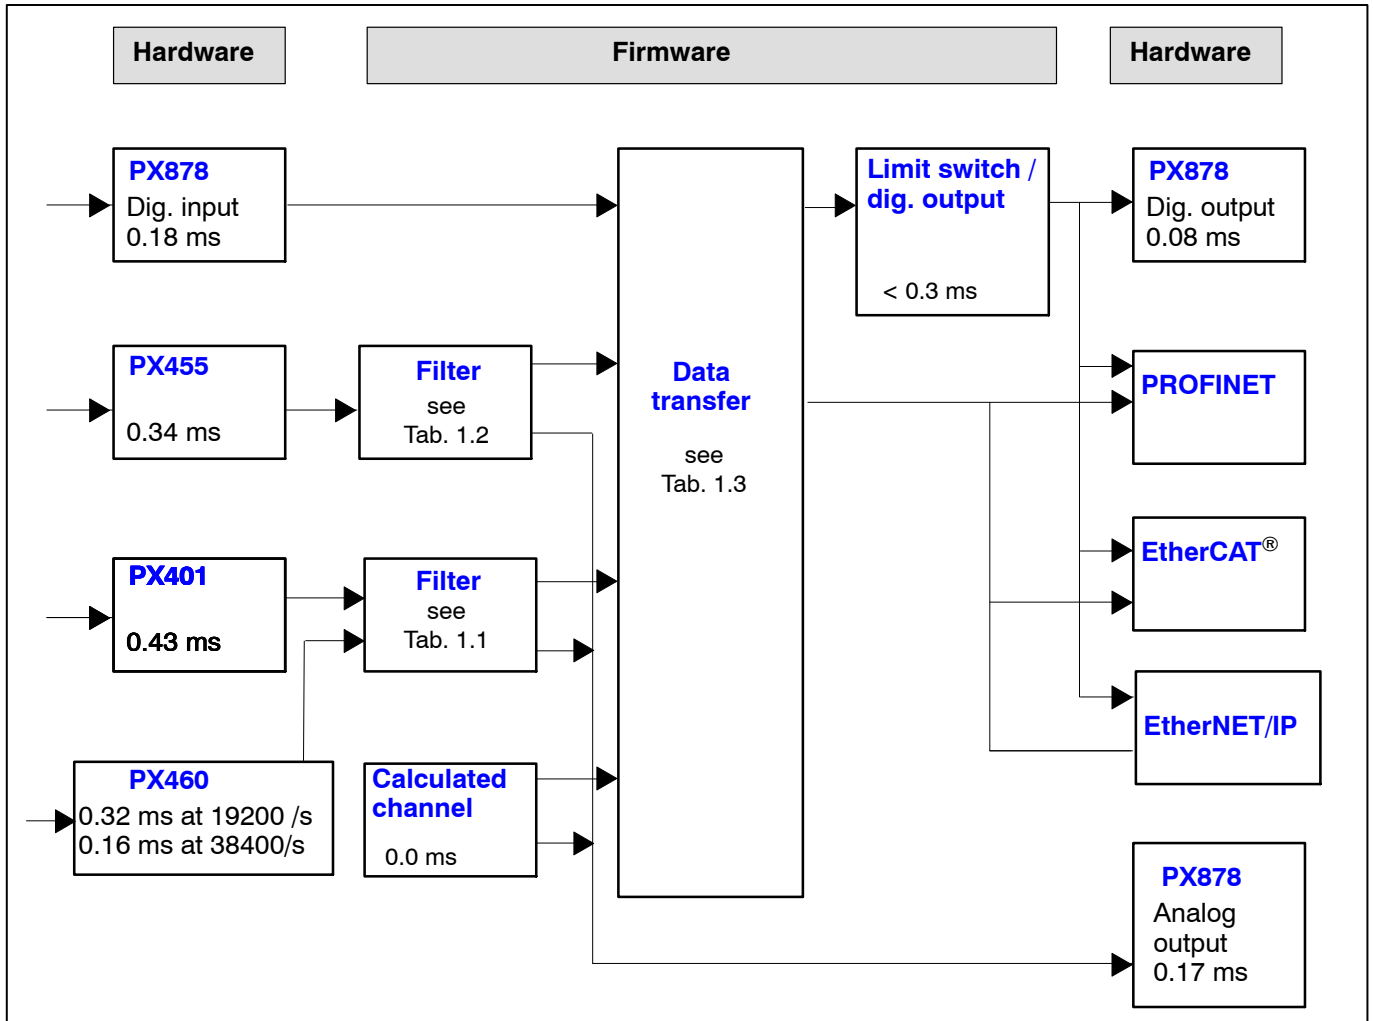 Hardware
Firmware
Hardware
PX878
Dig. input
0.18 ms
Limit switch /
dig. output
< 0.3 ms
PX878
Dig. output
0.08 ms
PX455
0.34 ms
Filter
see
Tab. 1.2
Data
transfer
see
Tab. 1.3
PROFINET
PX401
0.43 ms
Filter
see
Tab. 1.1
EtherCAT®
EtherNET/IP
PX460
0.32 ms at 19200 /s
0.16 ms at 38400/s
Calculated
channel
0.0 ms
PX878
Analog
output
0.17 ms